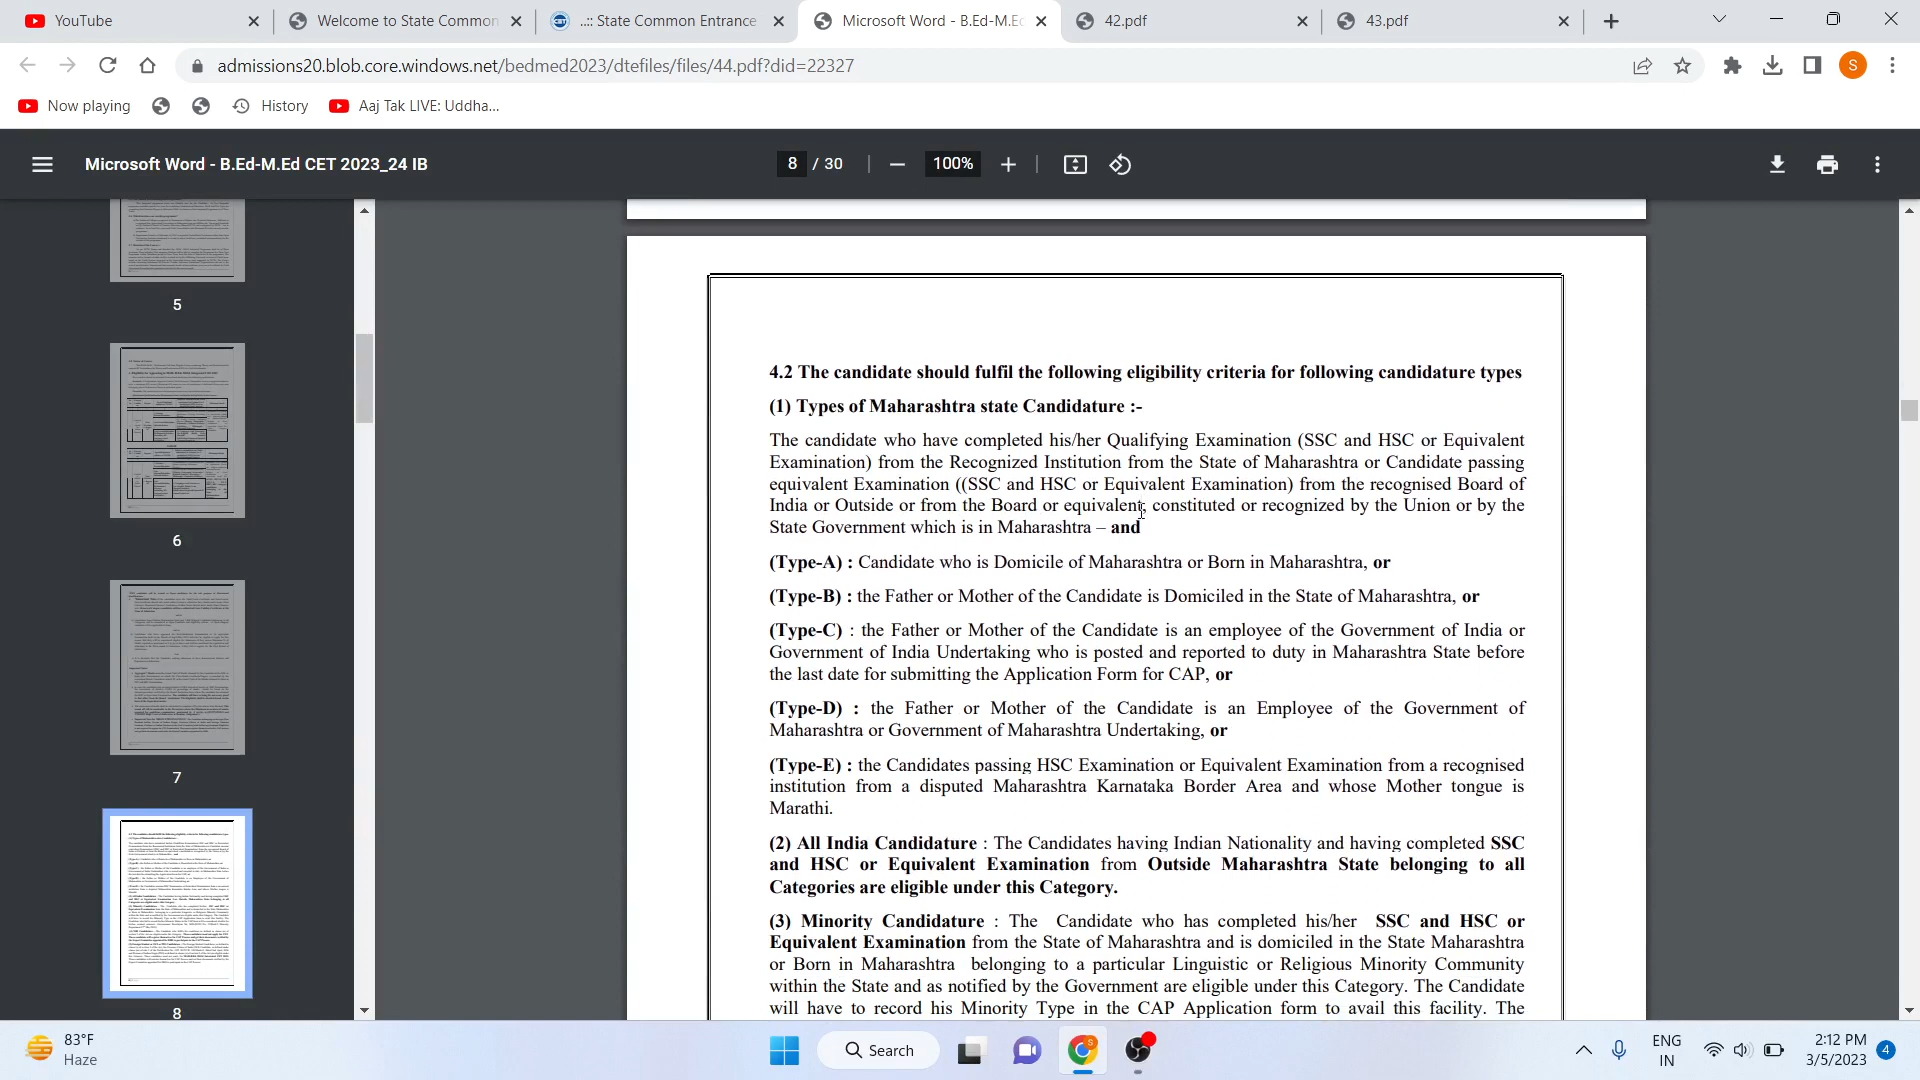 YouTube
Welcome to State Common
..:: State Common Entrance
Microsoft Word - B.Ed-M.Ed
42.pdf
43.pdf
admissions20.blob.core.windows.net/bedmed2023/dtefiles/files/44.pdf?did=22327
S
Now playing
History
Aaj Tak LIVE: Uddha...
Microsoft Word - B.Ed-M.Ed CET 2023_24 IB
8 / 30
100%
5
6
7
8
4.2 The candidate should fulfil the following eligibility criteria for following candidature types
(1) Types of Maharashtra state Candidature :-
The candidate who have completed his/her Qualifying Examination (SSC and HSC or Equivalent
Examination) from the Recognized Institution from the State of Maharashtra or Candidate passing
equivalent Examination ((SSC and HSC or Equivalent Examination) from the recognised Board of
India or Outside or from the Board or equivalent, constituted or recognized by the Union or by the
State Government which is in Maharashtra – and
(Type-A) : Candidate who is Domicile of Maharashtra or Born in Maharashtra, or
(Type-B) : the Father or Mother of the Candidate is Domiciled in the State of Maharashtra, or
(Type-C) : the Father or Mother of the Candidate is an employee of the Government of India or
Government of India Undertaking who is posted and reported to duty in Maharashtra State before
the last date for submitting the Application Form for CAP, or
(Type-D) : the Father or Mother of the Candidate is an Employee of the Government of
Maharashtra or Government of Maharashtra Undertaking, or
(Type-E) : the Candidates passing HSC Examination or Equivalent Examination from a recognised
institution from a disputed Maharashtra Karnataka Border Area and whose Mother tongue is
Marathi.
(2) All India Candidature : The Candidates having Indian Nationality and having completed SSC
and HSC or Equivalent Examination from Outside Maharashtra State belonging to all
Categories are eligible under this Category.
(3) Minority Candidature : The Candidate who has completed his/her SSC and HSC or
Equivalent Examination from the State of Maharashtra and is domiciled in the State Maharashtra
or Born in Maharashtra belonging to a particular Linguistic or Religious Minority Community
within the State and as notified by the Government are eligible under this Category. The Candidate
will have to record his Minority Type in the CAP Application form to avail this facility. The
83°F
Haze
Search
ENG
IN
2:12 PM
3/5/2023
4